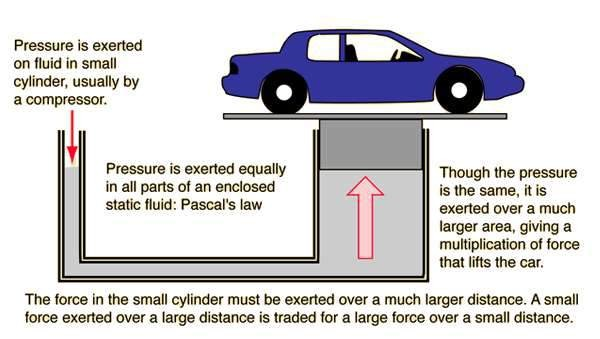 Pressure is exerted
on fluid in small
cylinder, usually by
a compressor.
Pressure is exerted equally
in all parts of an enclosed
static fluid: Pascal's law
Though the pressure
is the same, it is
exerted over a much
larger area, giving a
multiplication of force
that lifts the car.
The force in the small cylinder must be exerted over a much larger distance. A small
force exerted over a large distance is traded for a large force over a small distance.